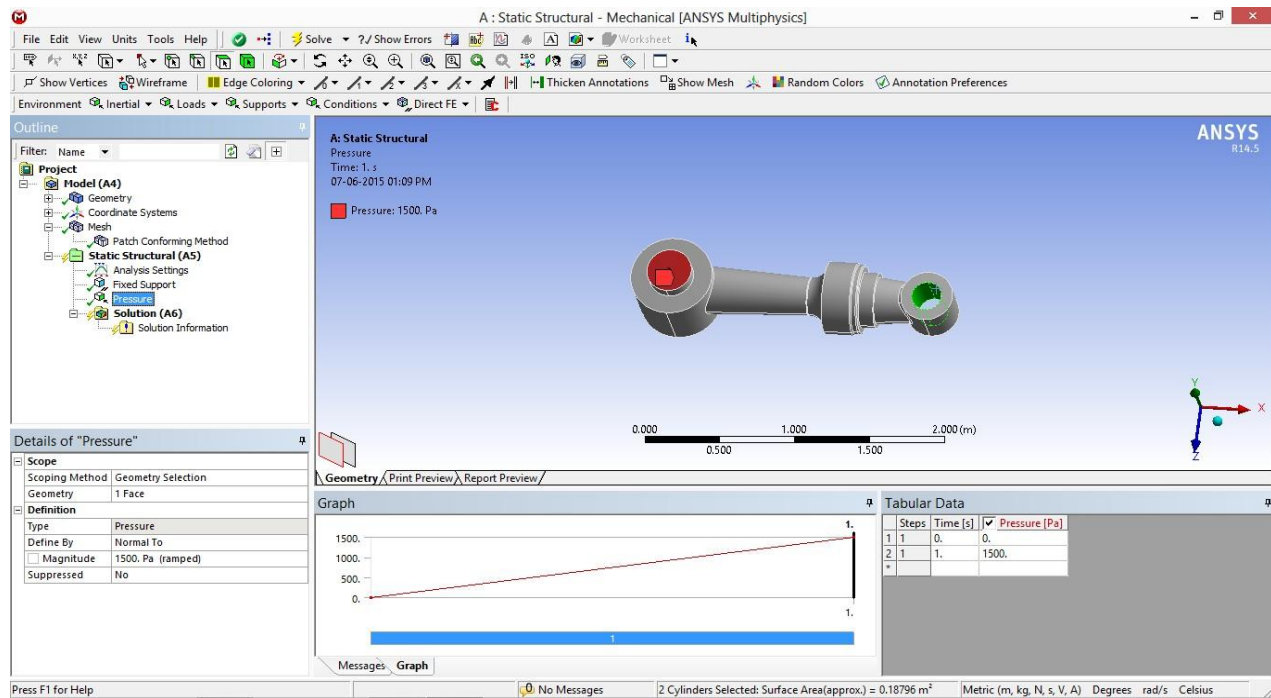 A : Static Structural - Mechanical [ANSYS Multiphysics]
File Edit View Units Tools Help Solve ?/ Show Errors Worksheet
Show Vertices Wireframe Edge Coloring Thicken Annotations Show Mesh Random Colors Annotation Preferences
Environment Inertial Loads Supports Conditions Direct FE
Outline
Filter: Name
Project
Model (A4)
Geometry
Coordinate Systems
Mesh
Patch Conforming Method
Static Structural (A5)
Analysis Settings
Fixed Support
Pressure
Solution (A6)
Solution Information
Details of "Pressure"
Scope
Scoping Method Geometry Selection
Geometry 1 Face
Definition
Type Pressure
Define By Normal To
Magnitude 1500. Pa (ramped)
Suppressed No
A: Static Structural
Pressure
Time: 1. s
07-06-2015 01:09 PM
Pressure: 1500. Pa
ANSYS
R14.5
Y
X
Z
0.000 1.000 2.000 (m)
0.500 1.500
Geometry Print Preview Report Preview
Graph
1.
1500.
1000.
500.
0.
1.
1
Messages Graph
Tabular Data
Steps Time [s] Pressure [Pa]
1 1 0. 0.
2 1 1. 1500.
*
Press F1 for Help 0 No Messages 2 Cylinders Selected: Surface Area(approx.) = 0.18796 m² Metric (m, kg, N, s, V, A) Degrees rad/s Celsius